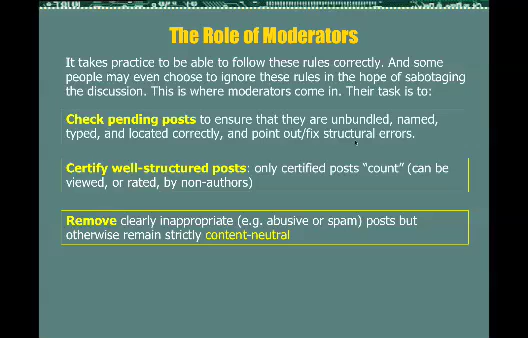 The Role of Moderators
It takes practice to be able to follow these rules correctly. And some
people may even choose to ignore these rules in the hope of sabotaging
the discussion. This is where moderators come in. Their task is to:
Check pending posts to ensure that they are unbundled, named,
typed, and located correctly, and point out/fix structural errors.
Certify well-structured posts: only certified posts “count” (can be
viewed, or rated, by non-authors)
Remove clearly inappropriate (e.g. abusive or spam) posts but
otherwise remain strictly content-neutral